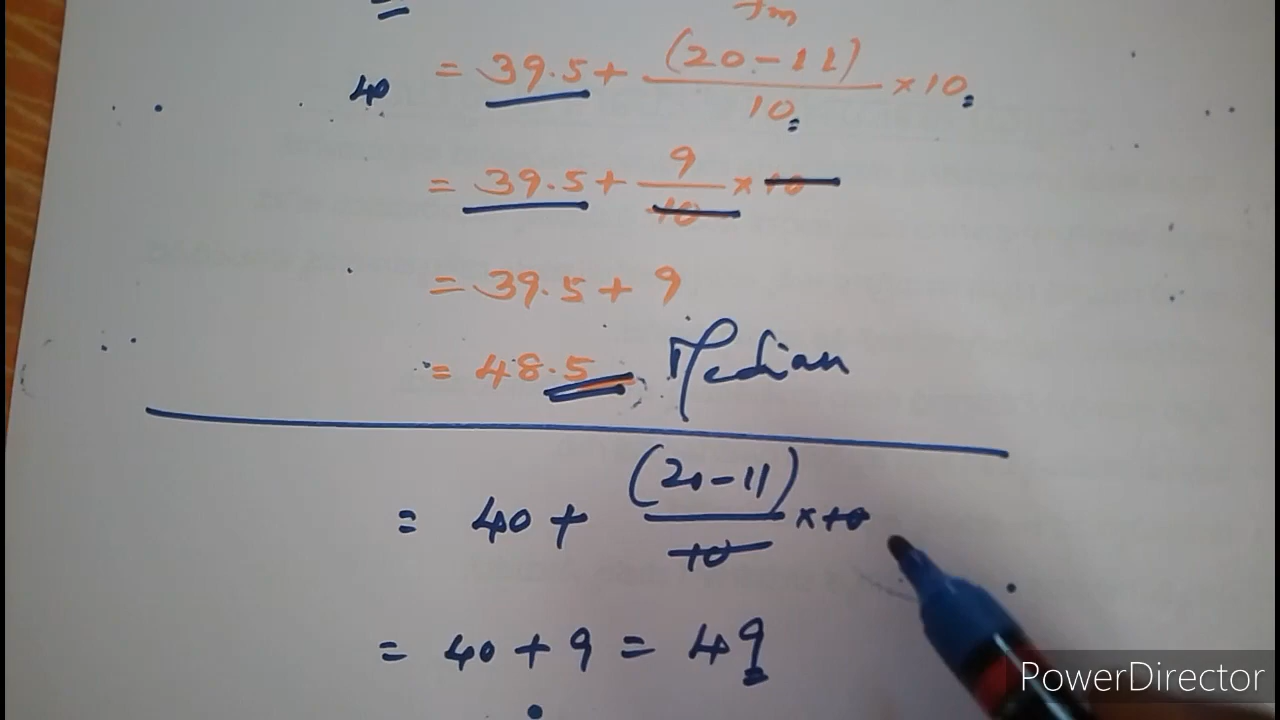 fm
40 = 39.5 + (20-11)/10 × 10
= 39.5 + 9/10 × 10
= 39.5 + 9
= 48.5 Median
= 40 + (20-11)/10 × 10
= 40 + 9 = 49
PowerDirector